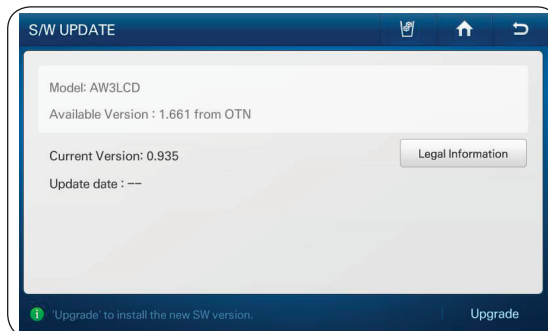 S/W UPDATE
Model: AW3LCD
Available Version : 1.661 from OTN
Current Version: 0.935
Legal Information
Update date : --
'Upgrade' to install the new SW version.
Upgrade